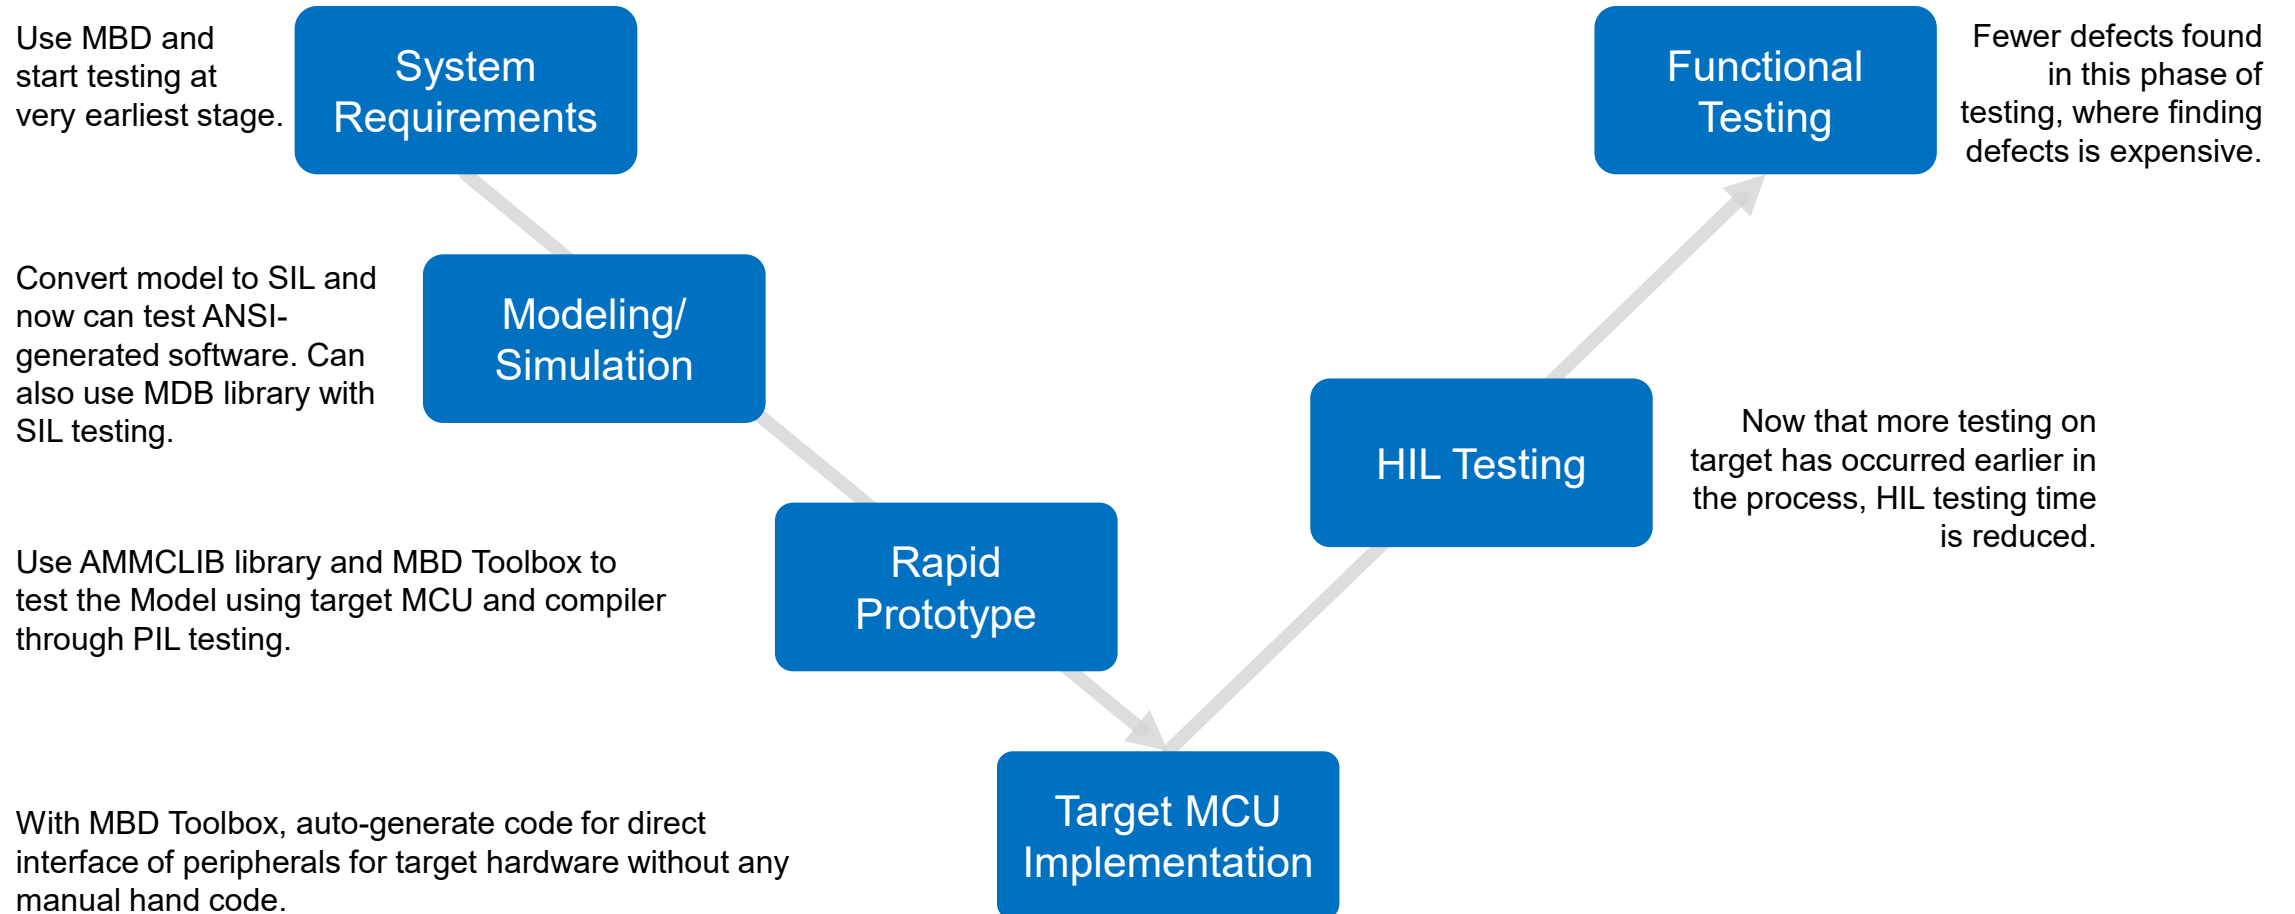 Use MBD and
start testing at
very earliest stage.
System
Requirements
Functional
Testing
Fewer defects found
in this phase of
testing, where finding
defects is expensive.
Convert model to SIL and
now can test ANSI-
generated software. Can
also use MDB library with
SIL testing.
Modeling/
Simulation
HIL Testing
Now that more testing on
target has occurred earlier in
the process, HIL testing time
is reduced.
Use AMMCLIB library and MBD Toolbox to
test the Model using target MCU and compiler
through PIL testing.
Rapid
Prototype
With MBD Toolbox, auto-generate code for direct
interface of peripherals for target hardware without any
manual hand code.
Target MCU
Implementation